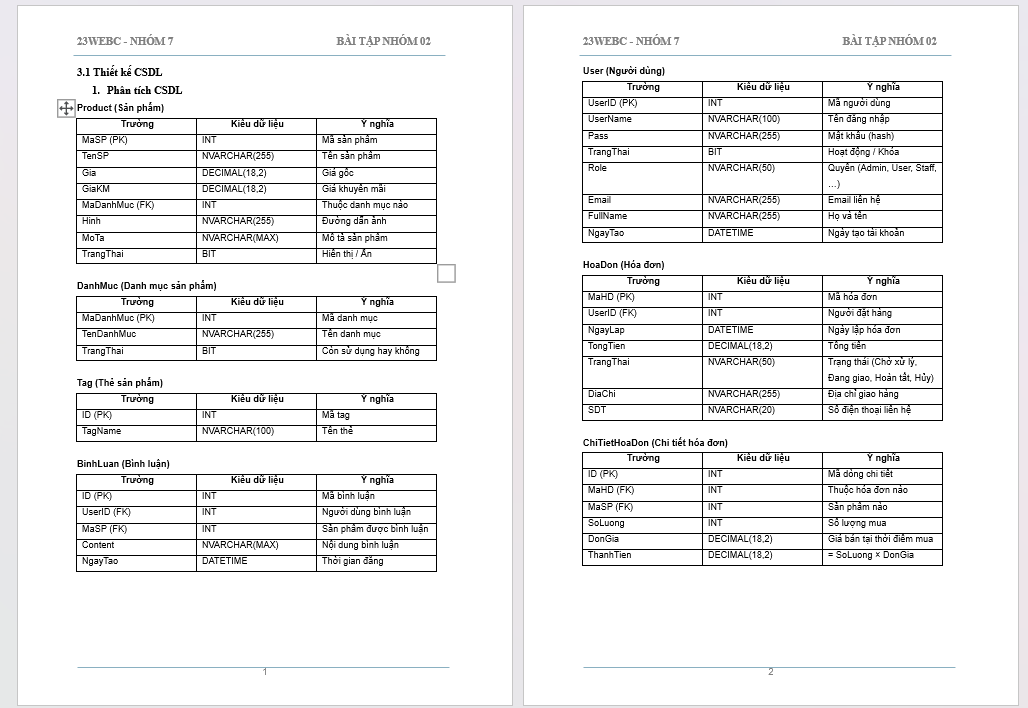 23WEBC - NHÓM 7 BÀI TẬP NHÓM 02
3.1 Thiết kế CSDL
1. Phân tích CSDL
Product (Sản phẩm)
Trường Kiểu dữ liệu Ý nghĩa
MaSP (PK) INT Mã sản phẩm
TenSP NVARCHAR(255) Tên sản phẩm
Gia DECIMAL(18,2) Giá gốc
GiaKM DECIMAL(18,2) Giá khuyến mãi
MaDanhMuc (FK) INT Thuộc danh mục nào
Hinh NVARCHAR(255) Đường dẫn ảnh
MoTa NVARCHAR(MAX) Mô tả sản phẩm
TrangThai BIT Hiển thị / Ẩn
DanhMuc (Danh mục sản phẩm)
Trường Kiểu dữ liệu Ý nghĩa
MaDanhMuc (PK) INT Mã danh mục
TenDanhMuc NVARCHAR(255) Tên danh mục
TrangThai BIT Còn sử dụng hay không
Tag (Thẻ sản phẩm)
Trường Kiểu dữ liệu Ý nghĩa
ID (PK) INT Mã tag
TagName NVARCHAR(100) Tên thẻ
BinhLuan (Bình luận)
Trường Kiểu dữ liệu Ý nghĩa
ID (PK) INT Mã bình luận
UserID (FK) INT Người dùng bình luận
MaSP (FK) INT Sản phẩm được bình luận
Content NVARCHAR(MAX) Nội dung bình luận
NgayTao DATETIME Thời gian đăng
1
23WEBC - NHÓM 7 BÀI TẬP NHÓM 02
User (Người dùng)
Trường Kiểu dữ liệu Ý nghĩa
UserID (PK) INT Mã người dùng
UserName NVARCHAR(100) Tên đăng nhập
Pass NVARCHAR(255) Mật khẩu (hash)
TrangThai BIT Hoạt động / Khóa
Role NVARCHAR(50) Quyền (Admin, User, Staff,
...)
Email NVARCHAR(255) Email liên hệ
FullName NVARCHAR(255) Họ và tên
NgayTao DATETIME Ngày tạo tài khoản
HoaDon (Hóa đơn)
Trường Kiểu dữ liệu Ý nghĩa
MaHD (PK) INT Mã hóa đơn
UserID (FK) INT Người đặt hàng
NgayLap DATETIME Ngày lập hóa đơn
TongTien DECIMAL(18,2) Tổng tiền
TrangThai NVARCHAR(50) Trạng thái (Chờ xử lý,
Đang giao, Hoàn tất, Hủy)
DiaChi NVARCHAR(255) Địa chỉ giao hàng
SDT NVARCHAR(20) Số điện thoại liên hệ
ChiTietHoaDon (Chi tiết hóa đơn)
Trường Kiểu dữ liệu Ý nghĩa
ID (PK) INT Mã dòng chi tiết
MaHD (FK) INT Thuộc hóa đơn nào
MaSP (FK) INT Sản phẩm nào
SoLuong INT Số lượng mua
DonGia DECIMAL(18,2) Giá bán tại thời điểm mua
ThanhTien DECIMAL(18,2) = SoLuong × DonGia
2